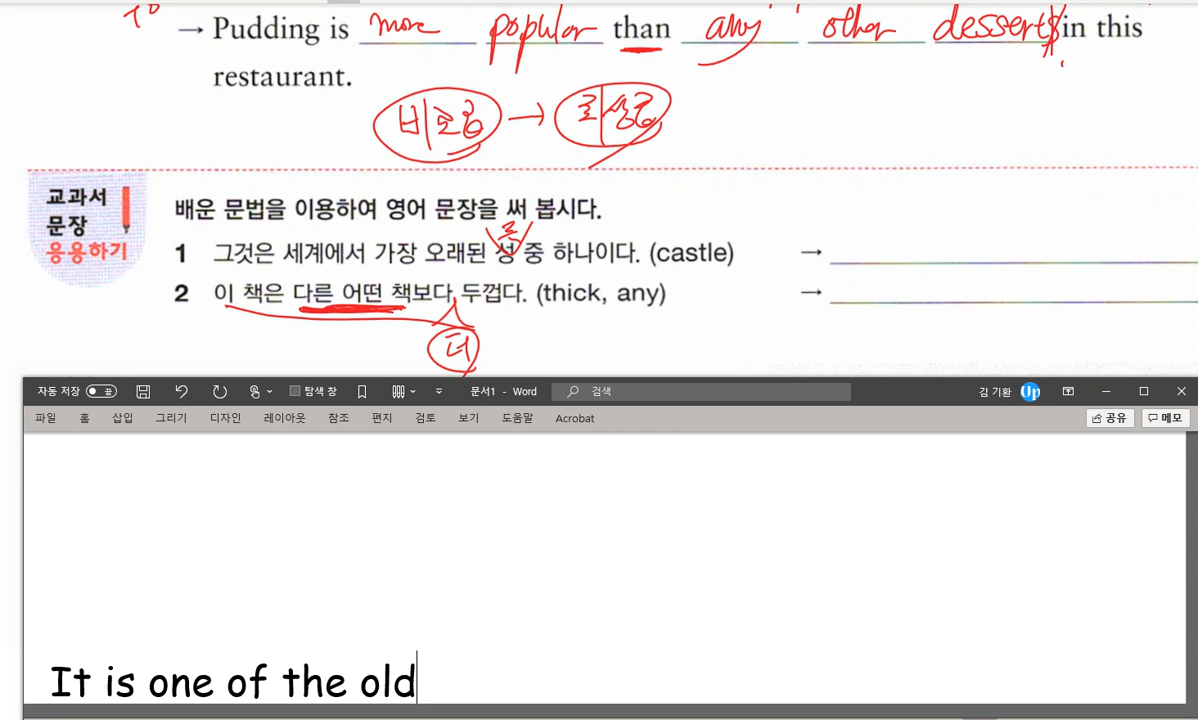 → Pudding is more popular than any other desserts in this
restaurant.
비교급 → 최상급
교과서
문장
응용하기
배운 문법을 이용하여 영어 문장을 써 봅시다.
1 그것은 세계에서 가장 오래된 성 중 하나이다. (castle) →
2 이 책은 다른 어떤 책보다 두껍다. (thick, any) →
더
자동 저장 끔 탐색 창 문서1 - Word 검색 김 기환 Up
파일 홈 삽입 그리기 디자인 레이아웃 참조 편지 검토 보기 도움말 Acrobat 공유 메모
It is one of the old